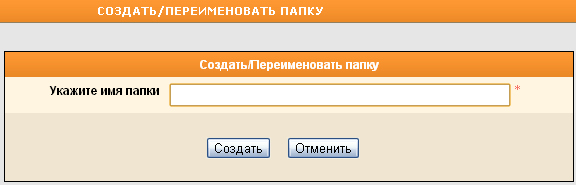 СОЗДАТЬ/ПЕРЕИМЕНОВАТЬ ПАПКУ
Создать/Переименовать папку
Укажите имя папки *
Создать Отменить